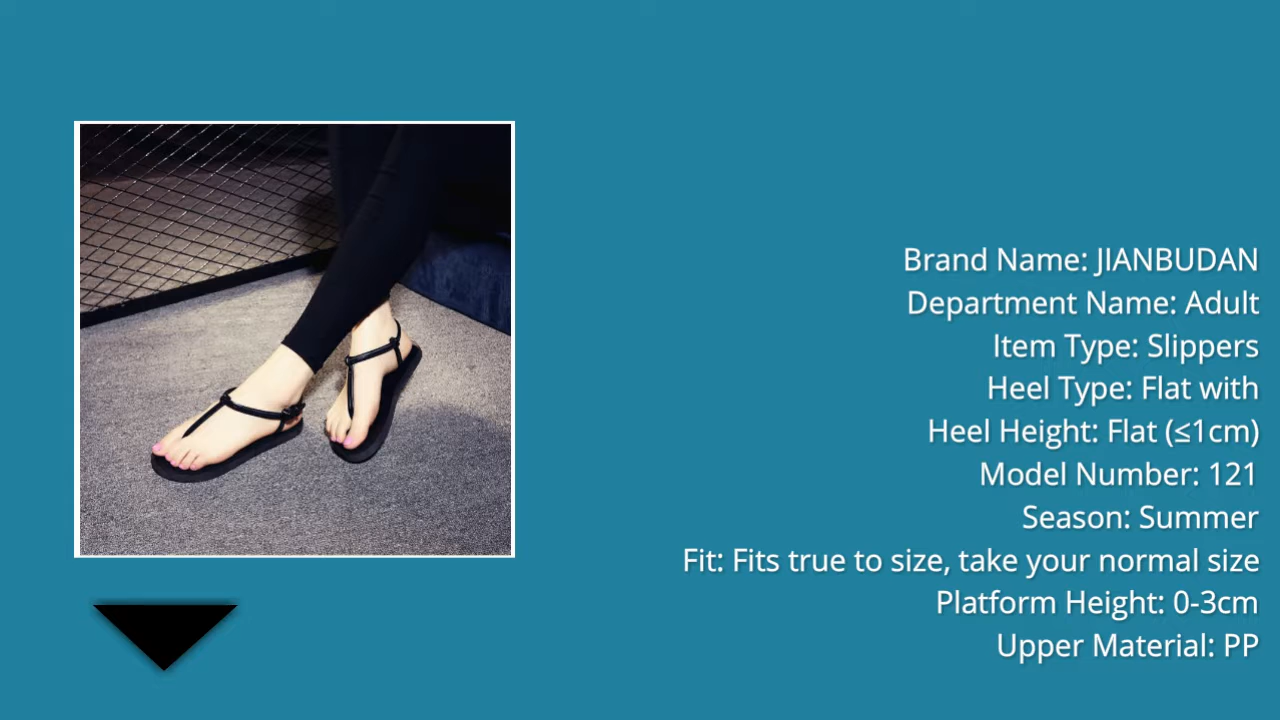 Brand Name: JIANBUDAN
Department Name: Adult
Item Type: Slippers
Heel Type: Flat with
Heel Height: Flat (≤1cm)
Model Number: 121
Season: Summer
Fit: Fits true to size, take your normal size
Platform Height: 0-3cm
Upper Material: PP